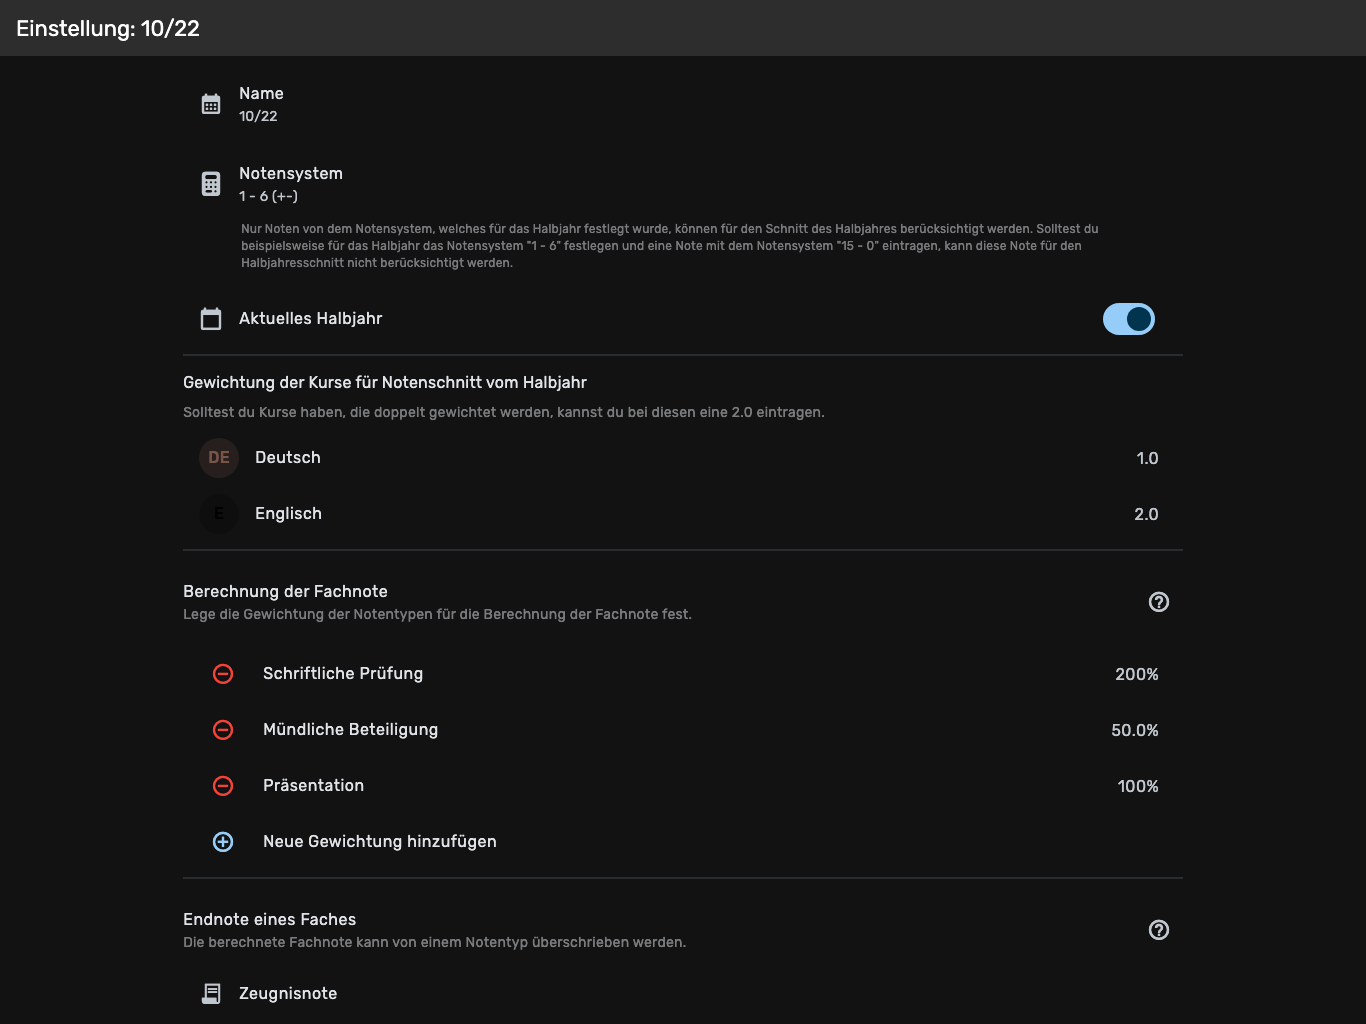 Einstellung: 10/22
Name
10/22
Notensystem
1 - 6 (+-)
Nur Noten von dem Notensystem, welches für das Halbjahr festlegt wurde, können für den Schnitt des Halbjahres berücksichtigt werden. Solltest du
beispielsweise für das Halbjahr das Notensystem "1 - 6" festlegen und eine Note mit dem Notensystem "15 - 0" eintragen, kann diese Note für den
Halbjahresschnitt nicht berücksichtigt werden.
Aktuelles Halbjahr
Gewichtung der Kurse für Notenschnitt vom Halbjahr
Solltest du Kurse haben, die doppelt gewichtet werden, kannst du bei diesen eine 2.0 eintragen.
DE Deutsch 1.0
E Englisch 2.0
Berechnung der Fachnote
Lege die Gewichtung der Notentypen für die Berechnung der Fachnote fest.
Schriftliche Prüfung 200%
Mündliche Beteiligung 50.0%
Präsentation 100%
Neue Gewichtung hinzufügen
Endnote eines Faches
Die berechnete Fachnote kann von einem Notentyp überschrieben werden.
Zeugnisnote